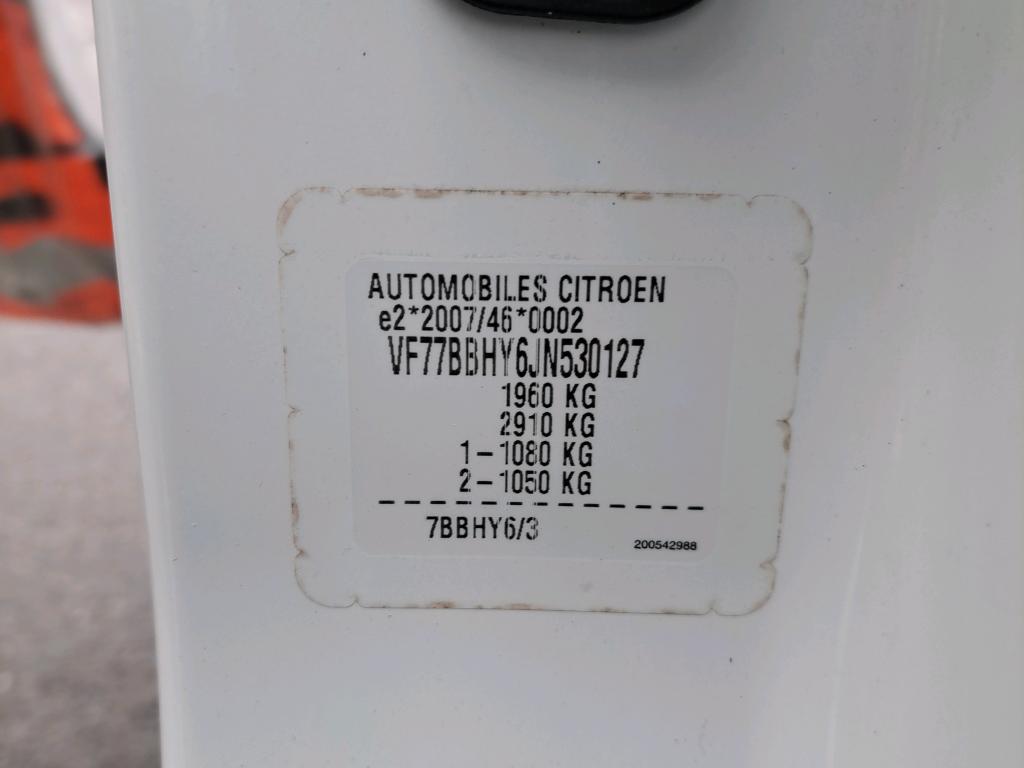 AUTOMOBILES CITROEN
e2*2007/46*0002
VF77BBHY6JN530127
1960 KG
2910 KG
1-1080 KG
2-1050 KG
7BBHY6/3
200542988